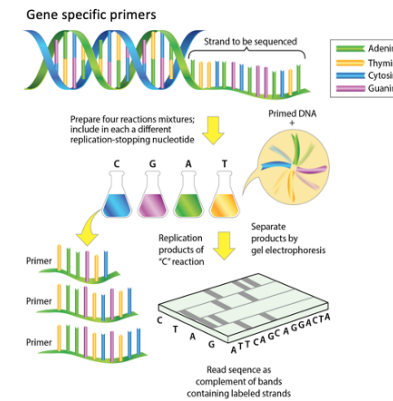 Gene specific primers
Strand to be sequenced
Adenin
Thymi
Cytosin
Guanin
Prepare four reactions mixtures;
include in each a different
replication-stopping nucleotide
Primed DNA
+
C G A T
Replication
products of
"C" reaction
Separate
products by
gel electrophoresis
Primer
Primer
Primer
C T A G
ATTCAGCAGGACTA
Read seqence as
complement of bands
containing labeled strands